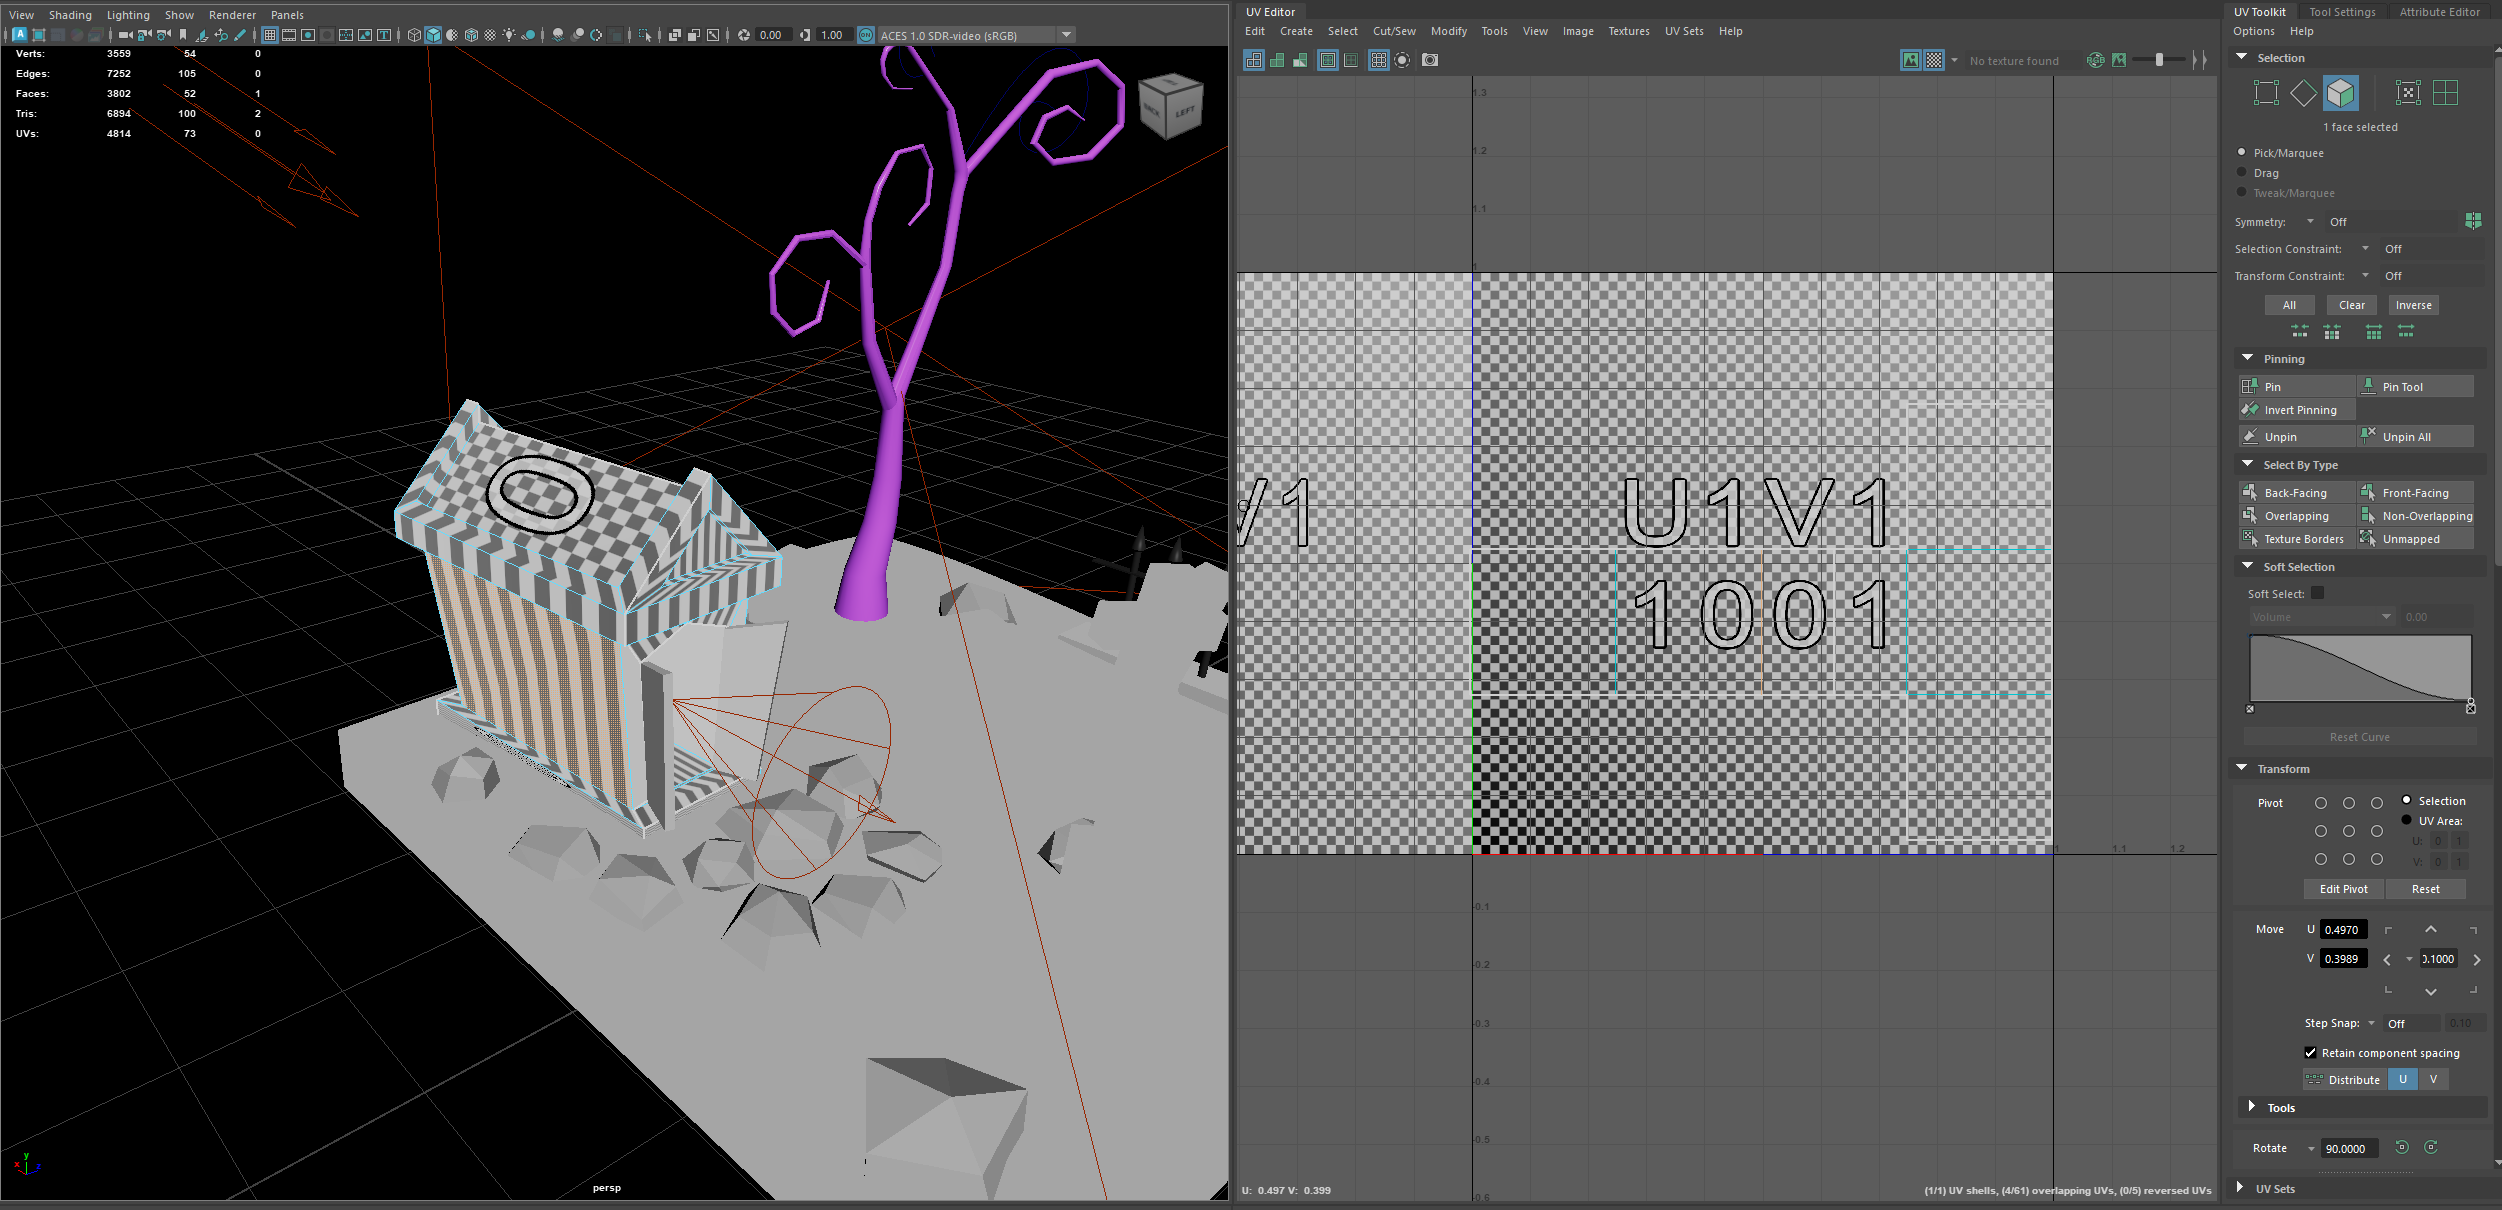 View Shading Lighting Show Renderer Panels
0.00 1.00 ACES 1.0 SDR-video (sRGB)
Verts: 3559 54 0
Edges: 7252 105 0
Faces: 3802 52 1
Tris: 6894 100 2
UVs: 4814 73 0
BACK LEFT
y
x z
persp
UV Editor
Edit Create Select Cut/Sew Modify Tools View Image Textures UV Sets Help
No texture found
1.3
1.2
1.1
1
V1
U1V1
1001
1 1.1 1.2
-0.1
-0.2
-0.3
-0.4
-0.5
-0.6
U: 0.497 V: 0.399
(1/1) UV shells, (4/61) overlapping UVs, (0/5) reversed UVs
UV Toolkit Tool Settings Attribute Editor
Options Help
Selection
1 face selected
Pick/Marquee
Drag
Tweak/Marquee
Symmetry: Off
Selection Constraint: Off
Transform Constraint: Off
All Clear Inverse
Pinning
Pin Pin Tool
Invert Pinning
Unpin Unpin All
Select By Type
Back-Facing Front-Facing
Overlapping Non-Overlapping
Texture Borders Unmapped
Soft Selection
Soft Select:
Volume 0.00
Reset Curve
Transform
Pivot Selection
UV Area:
U: 0 1
V: 0 1
Edit Pivot Reset
Move U 0.4970
V 0.3989 0.1000
Step Snap: Off 0.10
Retain component spacing
Distribute U V
Tools
Rotate 90.0000
UV Sets